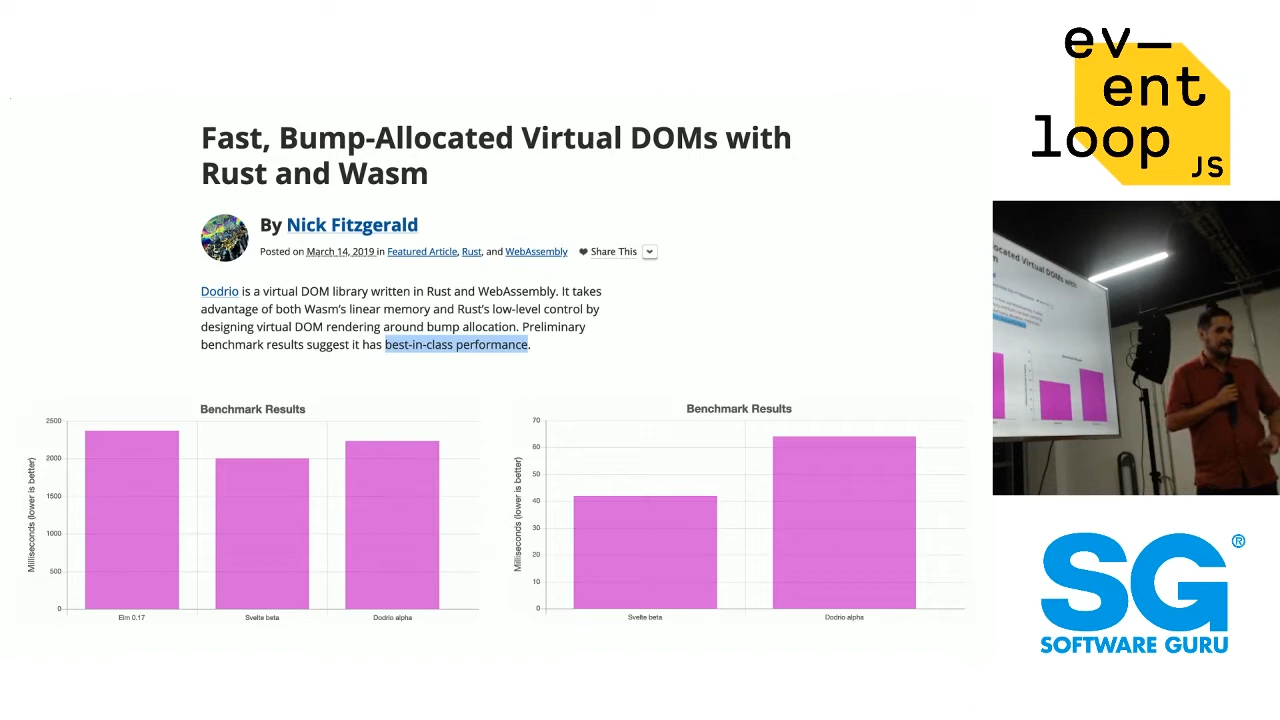 Fast, Bump-Allocated Virtual DOMs with
Rust and Wasm
By Nick Fitzgerald
Posted on March 14, 2019 in Featured Article, Rust, and WebAssembly
Share This
Dodrio is a virtual DOM library written in Rust and WebAssembly. It takes
advantage of both Wasm's linear memory and Rust's low-level control by
designing virtual DOM rendering around bump allocation. Preliminary
benchmark results suggest it has best-in-class performance.
Benchmark Results
Milliseconds (lower is better)
2500
2000
1500
1000
500
0
Elm 0.17
Svelte beta
Dodrio alpha
Benchmark Results
Milliseconds (lower is better)
70
60
50
40
30
20
10
0
Svelte beta
Dodrio alpha
ev—
ent
loop
JS
ocated Virtual DOMs with
SG®
SOFTWARE GURU